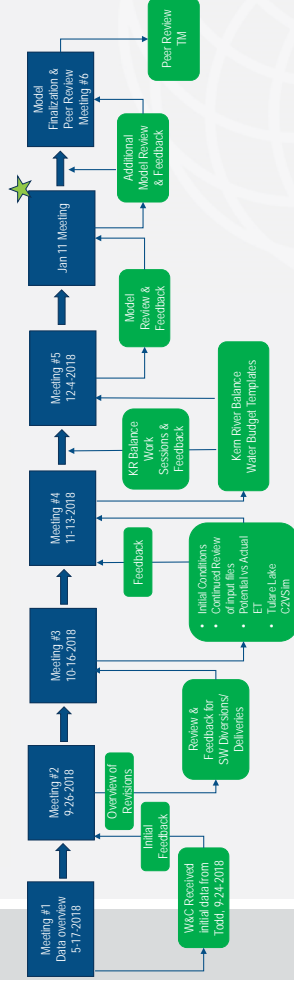 Meeting #1
Data overview
5-17-2018
Meeting #2
9-26-2018
Meeting #3
10-16-2018
Meeting #4
11-13-2018
Meeting #5
12-4-2018
Jan 11 Meeting
Model
Finalization &
Peer Review
Meeting #6
W&C Received
initial data from
Todd, 9-24-2018
Initial
Feedback
Overview of
Revisions
Review &
Feedback for
SW Diversions/
Deliveries
• Initial Conditions
• Continued Review
of input files
• Potential vs Actual
ET
• Tulare Lake
C2VSim
Feedback
Kern River Balance
Water Budget Templates
KR Balance
Work
Sessions &
Feedback
Model
Review &
Feedback
Additional
Model Review
& Feedback
Peer Review
TM